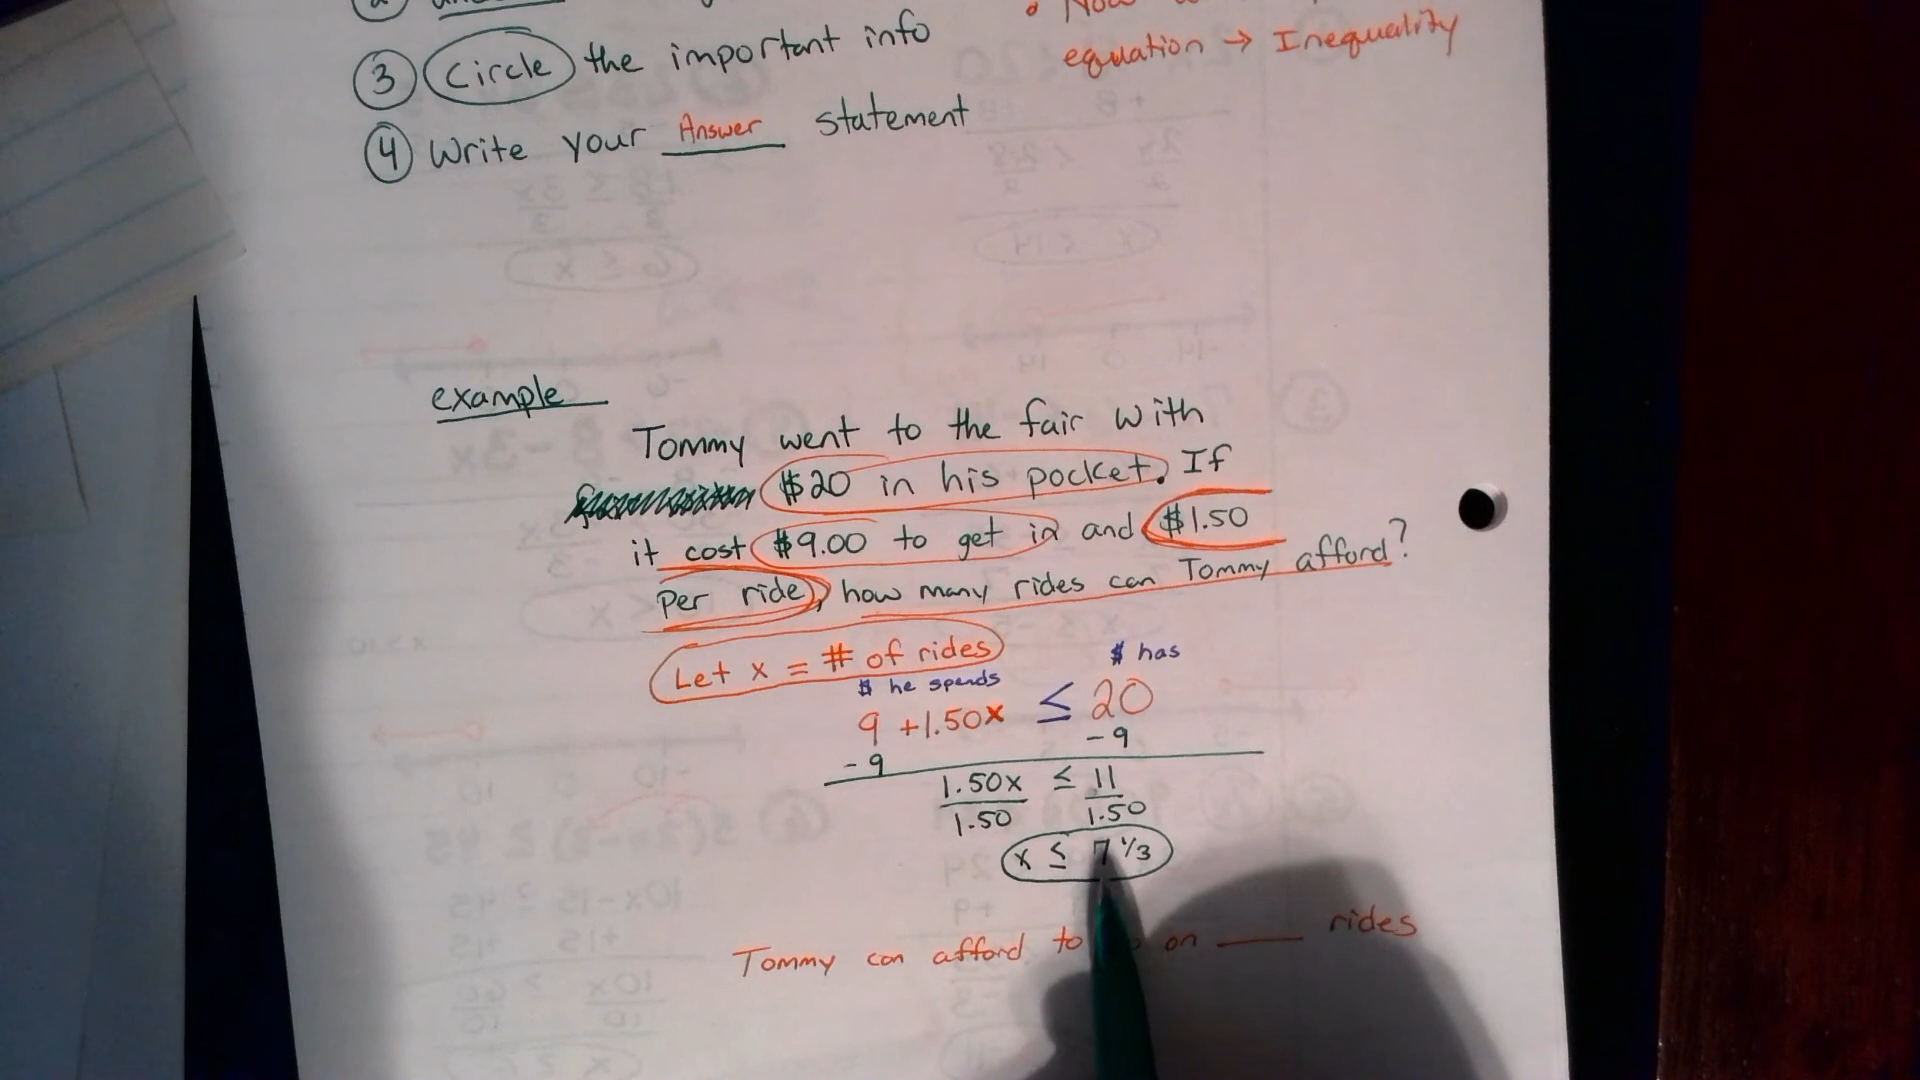 ③ Circle the important info
④ Write your Answer statement
equation → Inequality
example
Tommy went to the fair with
$20 in his pocket. If
it cost $9.00 to get in and $1.50
per ride, how many rides can Tommy afford?
Let x = # of rides
$ he spends
$ has
9 + 1.50x ≤ 20
-9 -9
1.50x ≤ 11
1.50 1.50
x ≤ 7 1/3
Tommy can afford to on ____ rides